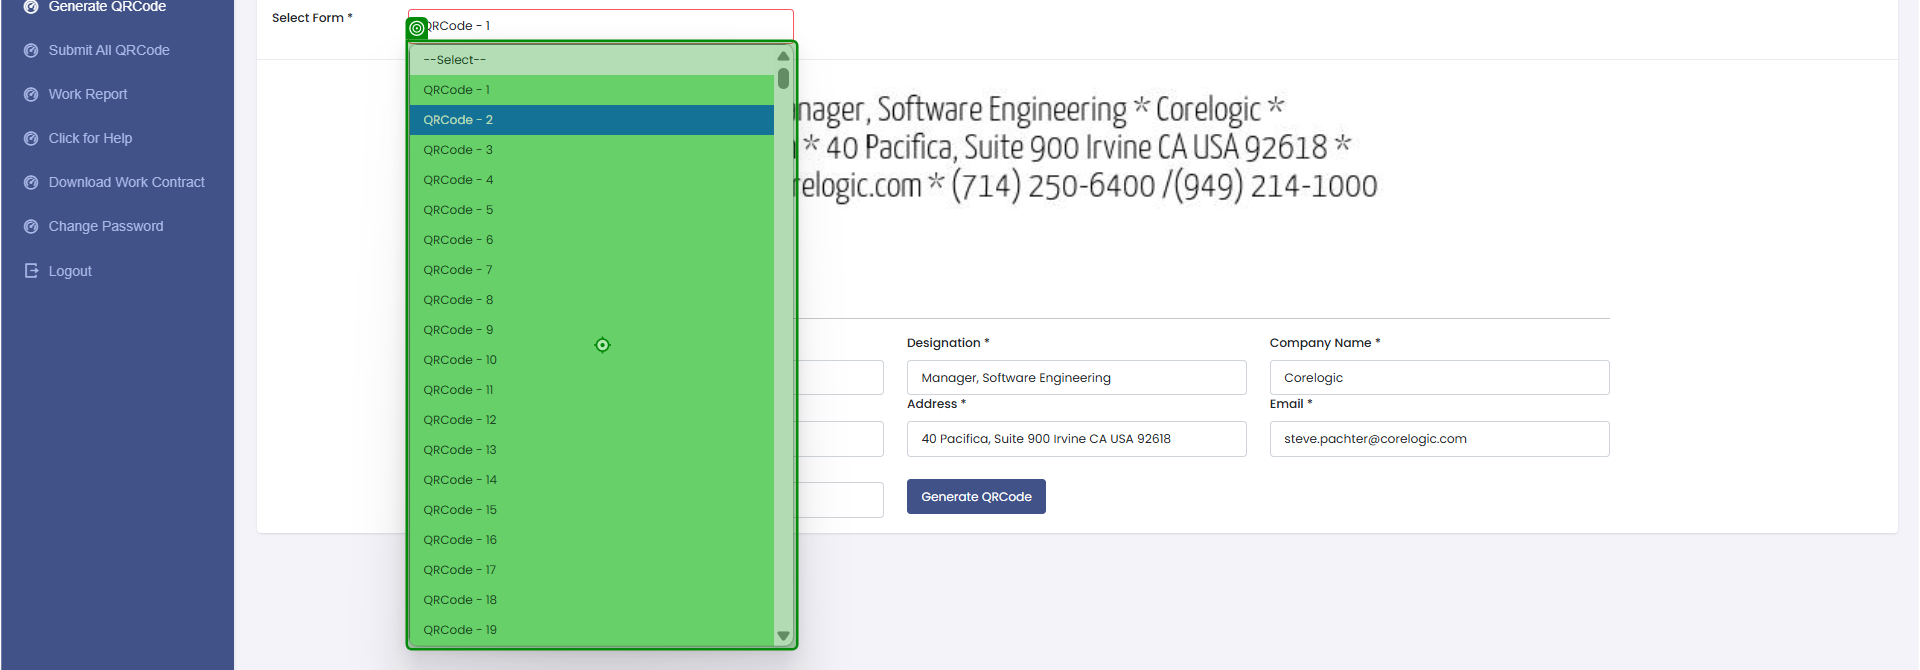 Generate QRCode
Submit All QRCode
Work Report
Click for Help
Download Work Contract
Change Password
Logout
Select Form *
QRCode - 1
--Select--
QRCode - 1
QRCode - 2
QRCode - 3
QRCode - 4
QRCode - 5
QRCode - 6
QRCode - 7
QRCode - 8
QRCode - 9
QRCode - 10
QRCode - 11
QRCode - 12
QRCode - 13
QRCode - 14
QRCode - 15
QRCode - 16
QRCode - 17
QRCode - 18
QRCode - 19
nager, Software Engineering * Corelogic *
* 40 Pacifica, Suite 900 Irvine CA USA 92618 *
relogic.com * (714) 250-6400 /(949) 214-1000
Designation *
Company Name *
Manager, Software Engineering
Corelogic
Address *
Email *
40 Pacifica, Suite 900 Irvine CA USA 92618
steve.pachter@corelogic.com
Generate QRCode